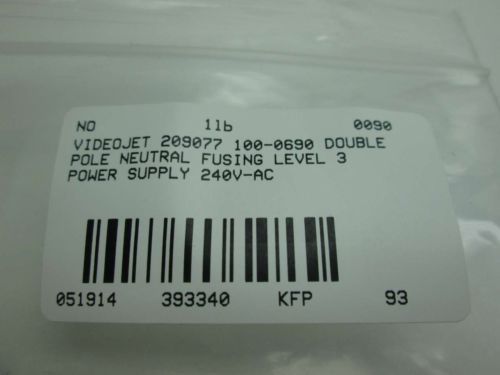 NO 11b 0090
VIDEOJET 209077 100-0690 DOUBLE
POLE NEUTRAL FUSING LEVEL 3
POWER SUPPLY 240V-AC
051914 393340 KFP 93